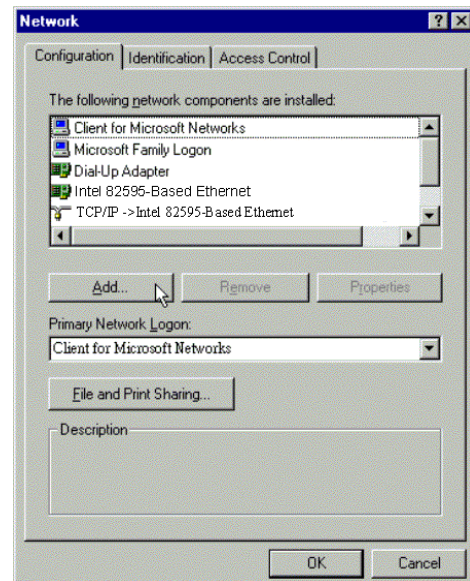 Network
Configuration Identification Access Control
The following network components are installed:
Client for Microsoft Networks
Microsoft Family Logon
Dial-Up Adapter
Intel 82595-Based Ethernet
TCP/IP ->Intel 82595-Based Ethernet
Add... Remove Properties
Primary Network Logon:
Client for Microsoft Networks
File and Print Sharing...
Description
OK Cancel